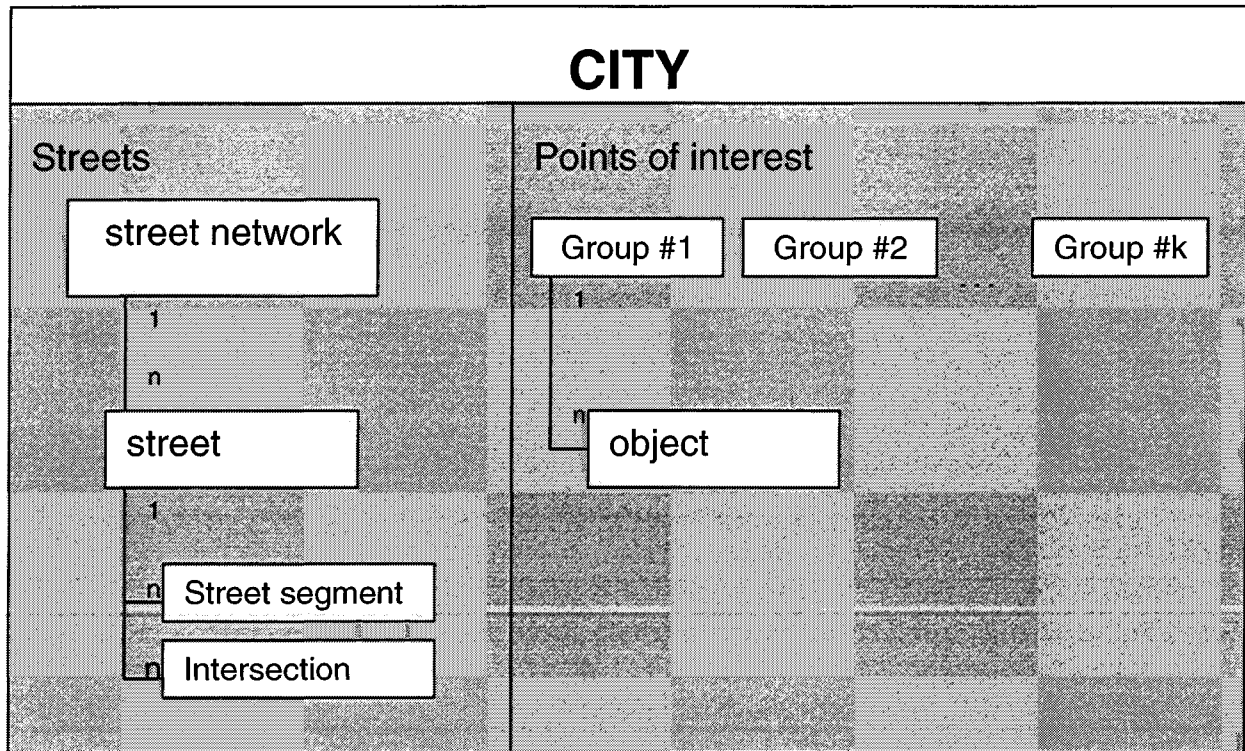 CITY
Streets
street network
1
n
street
1
n
Street segment
n
Intersection
Points of interest
Group #1
Group #2
...
Group #k
1
n
object